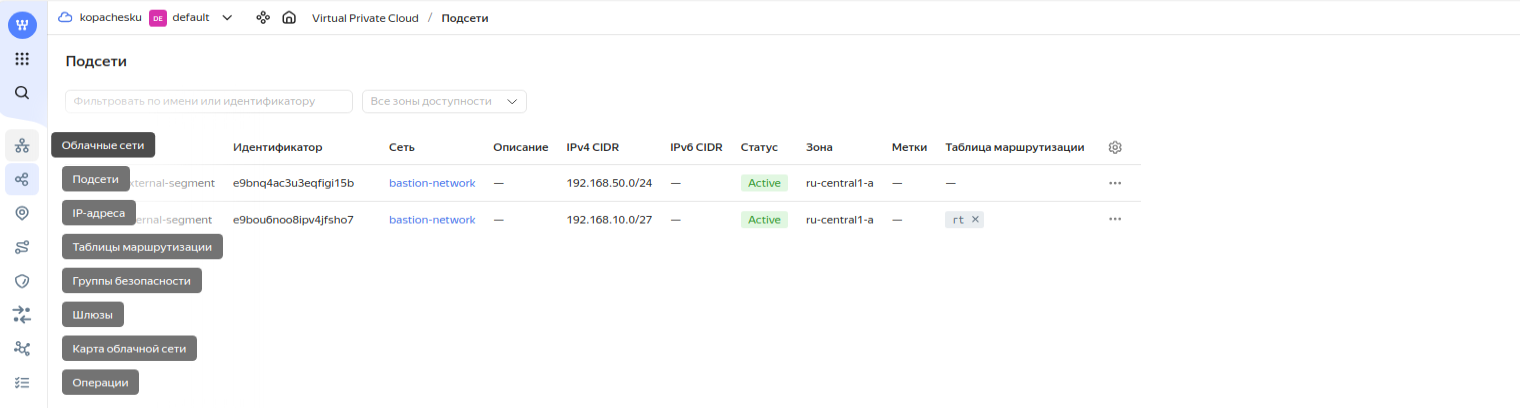 kopachesku DE default Virtual Private Cloud / Подсети
Подсети
Фильтровать по имени или идентификатору Все зоны доступности
Облачные сети Идентификатор Сеть Описание IPv4 CIDR IPv6 CIDR Статус Зона Метки Таблица маршрутизации
Подсети ternal-segment e9bnq4ac3u3eqfigi15b bastion-network — 192.168.50.0/24 — Active ru-central1-a — —
IP-адреса ernal-segment e9bou6noo8ipv4jfsho7 bastion-network — 192.168.10.0/27 — Active ru-central1-a — rt ×
Таблицы маршрутизации
Группы безопасности
Шлюзы
Карта облачной сети
Операции